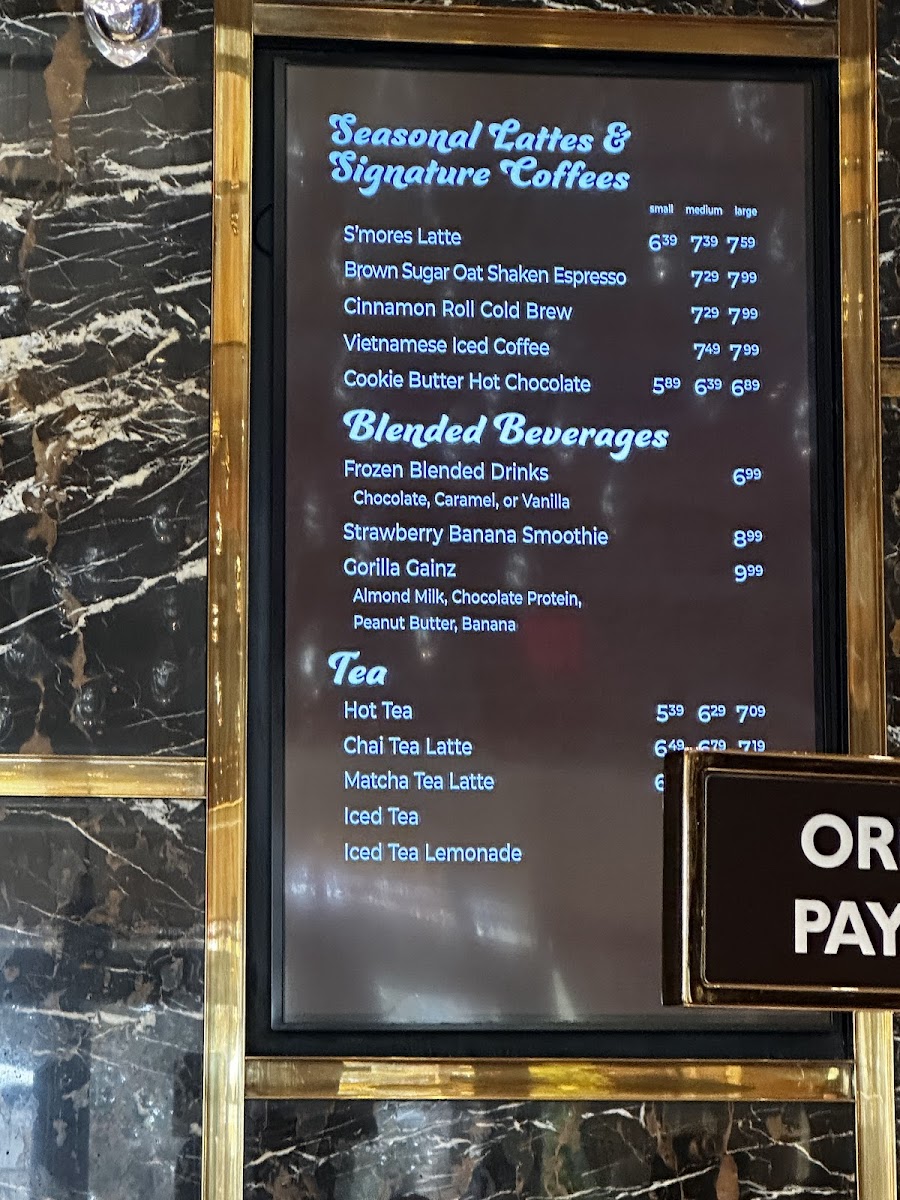 Seasonal Lattes &
Signature Coffees
small medium large
S'mores Latte 639 739 759
Brown Sugar Oat Shaken Espresso 729 799
Cinnamon Roll Cold Brew 729 799
Vietnamese Iced Coffee 749 799
Cookie Butter Hot Chocolate 589 639 689
Blended Beverages
Frozen Blended Drinks 699
Chocolate, Caramel, or Vanilla
Strawberry Banana Smoothie 899
Gorilla Gainz 999
Almond Milk, Chocolate Protein,
Peanut Butter, Banana
Tea
Hot Tea 539 629 709
Chai Tea Latte 649 679 719
Matcha Tea Latte 6
Iced Tea
Iced Tea Lemonade
OR
PAY